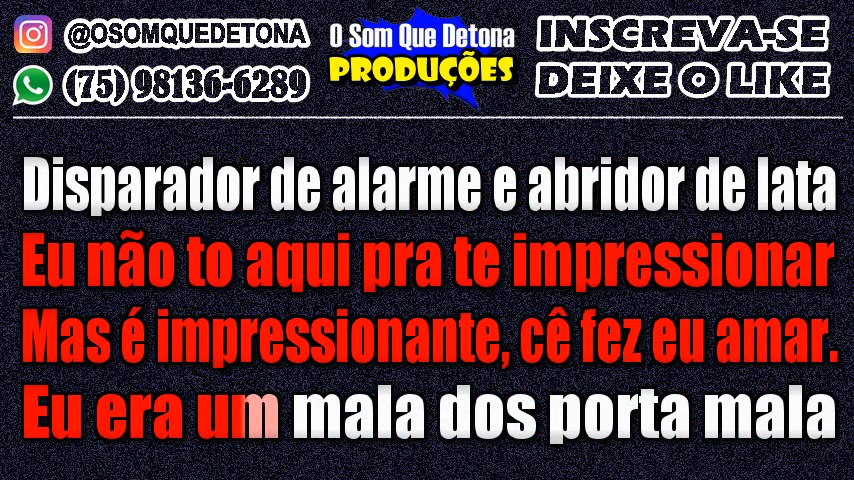 @OSOMQUEDETONA
(75) 98136-6289
O Som Que Detona
PRODUÇÕES
INSCREVA-SE
DEIXE O LIKE
Disparador de alarme e abridor de lata
Eu não to aqui pra te impressionar
Mas é impressionante, cê fez eu amar.
Eu era um mala dos porta mala